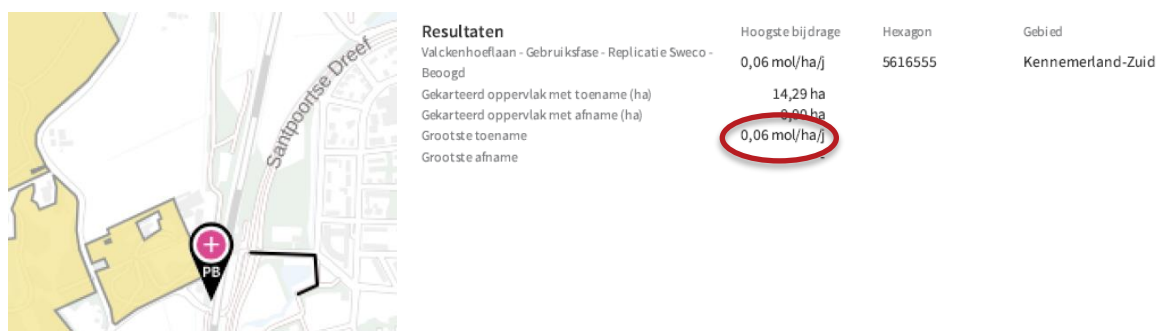 Santpoortse Dreef
PB
Resultaten Hoogste bijdrage Hexagon Gebied
Valckenhoeflaan - Gebruiksfase - Replicatie Sweco -
Beoogd 0,06 mol/ha/j 5616555 Kennemerland-Zuid
Gekarteerd oppervlak met toename (ha) 14,29 ha
Gekarteerd oppervlak met afname (ha) 0,00 ha
Grootste toename 0,06 mol/ha/j
Grootste afname -